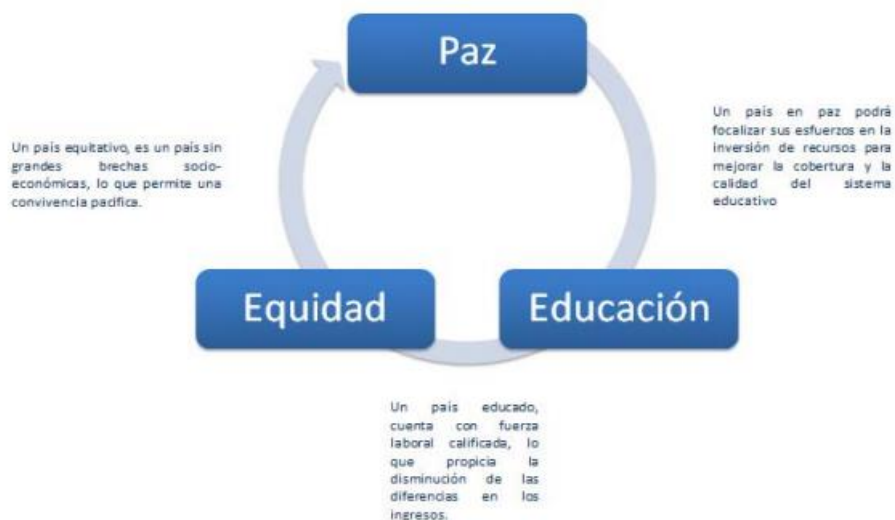 Paz
Un país en paz podrá
focalizar sus esfuerzos en la
inversión de recursos para
mejorar la cobertura y la
calidad del sistema
educativo
Un país equitativo, es un país sin
grandes brechas socio-
económicas, lo que permite una
convivencia pacífica.
Equidad
Educación
Un país educado,
cuenta con fuerza
laboral calificada, lo
que propicia la
disminución de las
diferencias en los
ingresos.